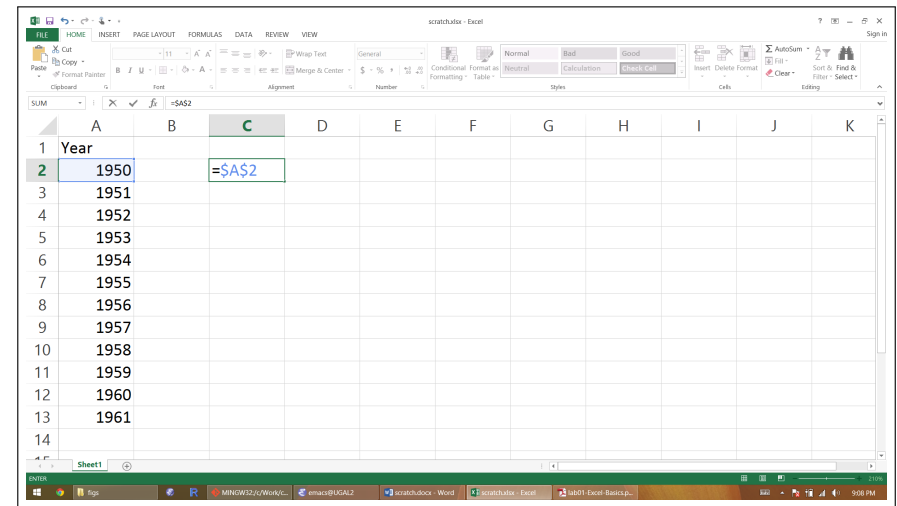 scratch.xlsx - Excel
FILE HOME INSERT PAGE LAYOUT FORMULAS DATA REVIEW VIEW Sign in
Cut Copy Format Painter Paste
11 A A Wrap Text General
B I U A Merge & Center $ % ,
Conditional Formatting Format as Table
Normal Bad Good
Neutral Calculation Check Cell
Insert Delete Format
AutoSum Fill Clear Sort & Filter Find & Select
Clipboard Font Alignment Number Styles Cells Editing
SUM fx =$A$2
A B C D E F G H I J K
1 Year
2 1950 =$A$2
3 1951
4 1952
5 1953
6 1954
7 1955
8 1956
9 1957
10 1958
11 1959
12 1960
13 1961
14
15
Sheet1
ENTER 210%
figs R MINGW32:/c/Work/c... emacs@UGAL2 scratch.docx - Word scratch.xlsx - Excel lab01-Excel-Basics.p... 9:08 PM